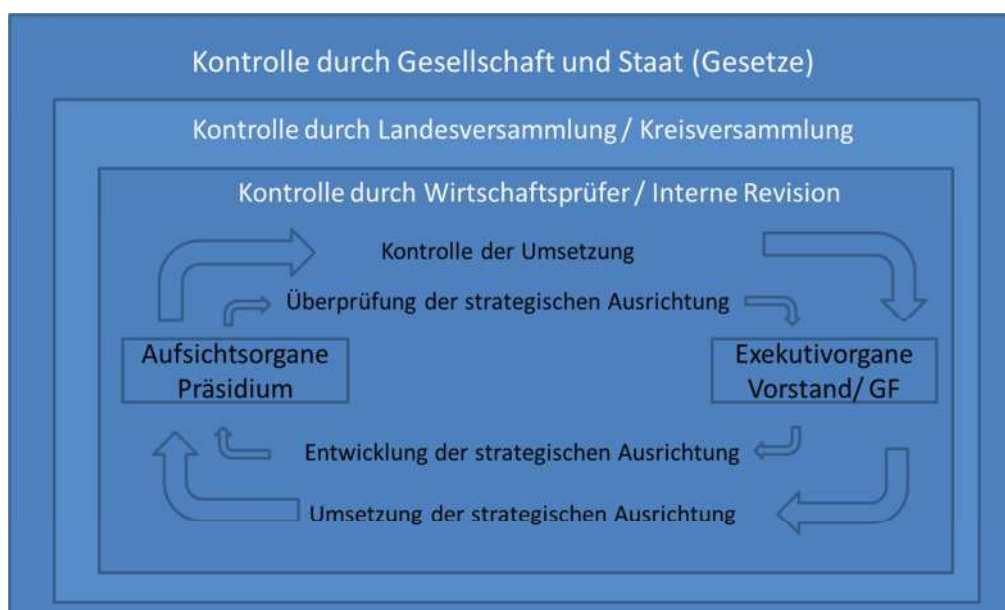 Kontrolle durch Gesellschaft und Staat (Gesetze)
Kontrolle durch Landesversammlung / Kreisversammlung
Kontrolle durch Wirtschaftsprüfer / Interne Revision
Kontrolle der Umsetzung
Überprüfung der strategischen Ausrichtung
Aufsichtsorgane
Präsidium
Exekutivorgane
Vorstand/ GF
Entwicklung der strategischen Ausrichtung
Umsetzung der strategischen Ausrichtung